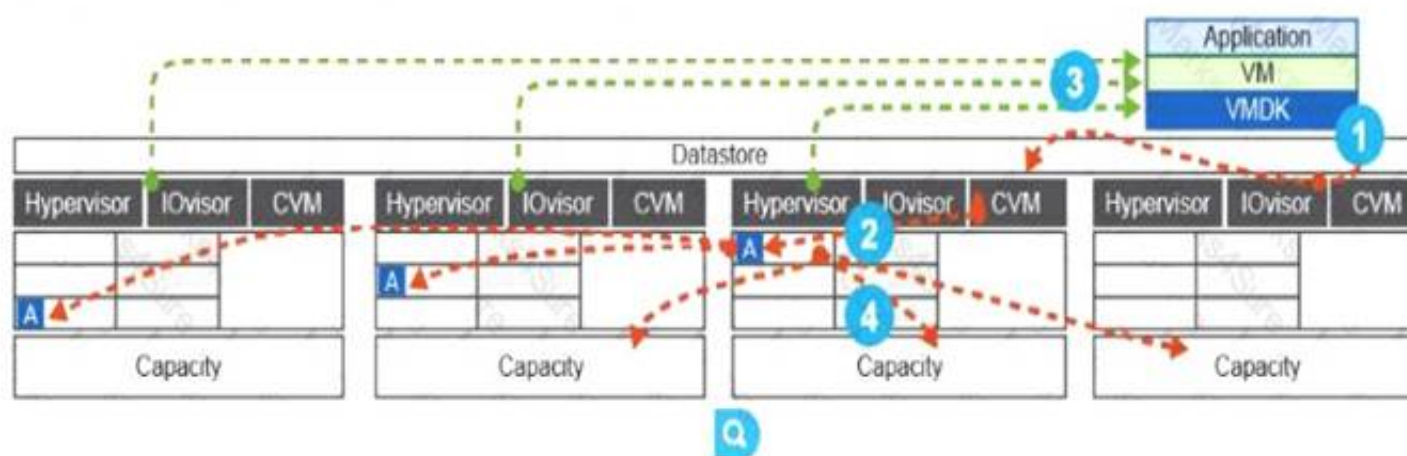 Application
VM
3
VMDK
1
Datastore
Hypervisor IOvisor CVM Hypervisor IOvisor CVM Hypervisor IOvisor CVM Hypervisor IOvisor CVM
2
A
A
A
4
Capacity Capacity Capacity Capacity
Q